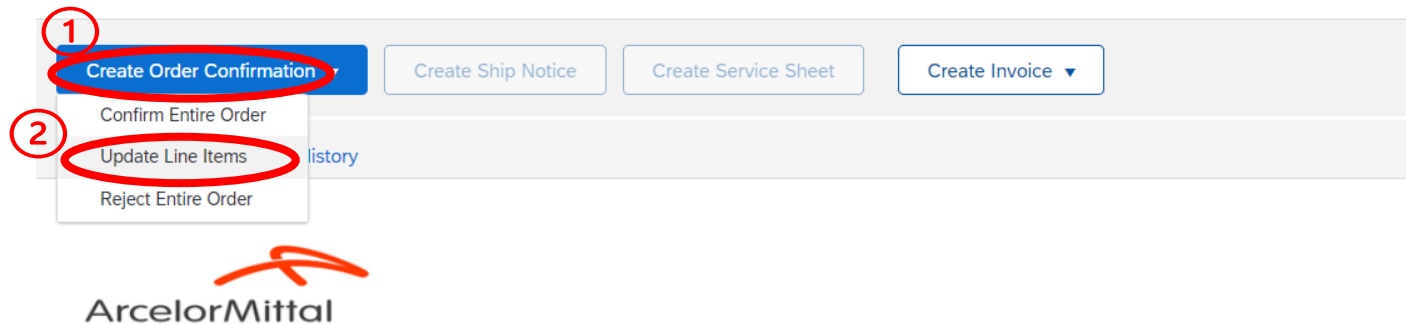 1
Create Order Confirmation ▼ Create Ship Notice Create Service Sheet Create Invoice ▼
Confirm Entire Order
2
Update Line Items
Reject Entire Order
ArcelorMittal